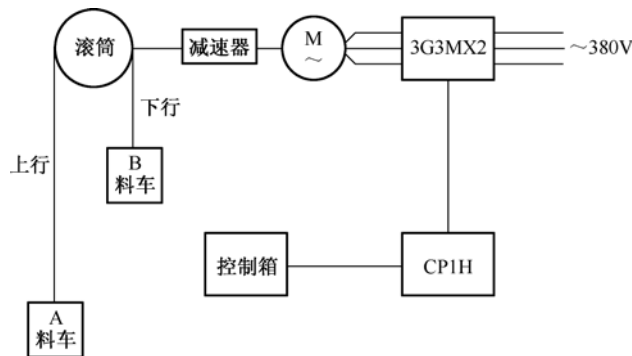 滚筒
减速器
M
～
3G3MX2
～380V
下行
上行
B
料车
控制箱
CP1H
A
料车